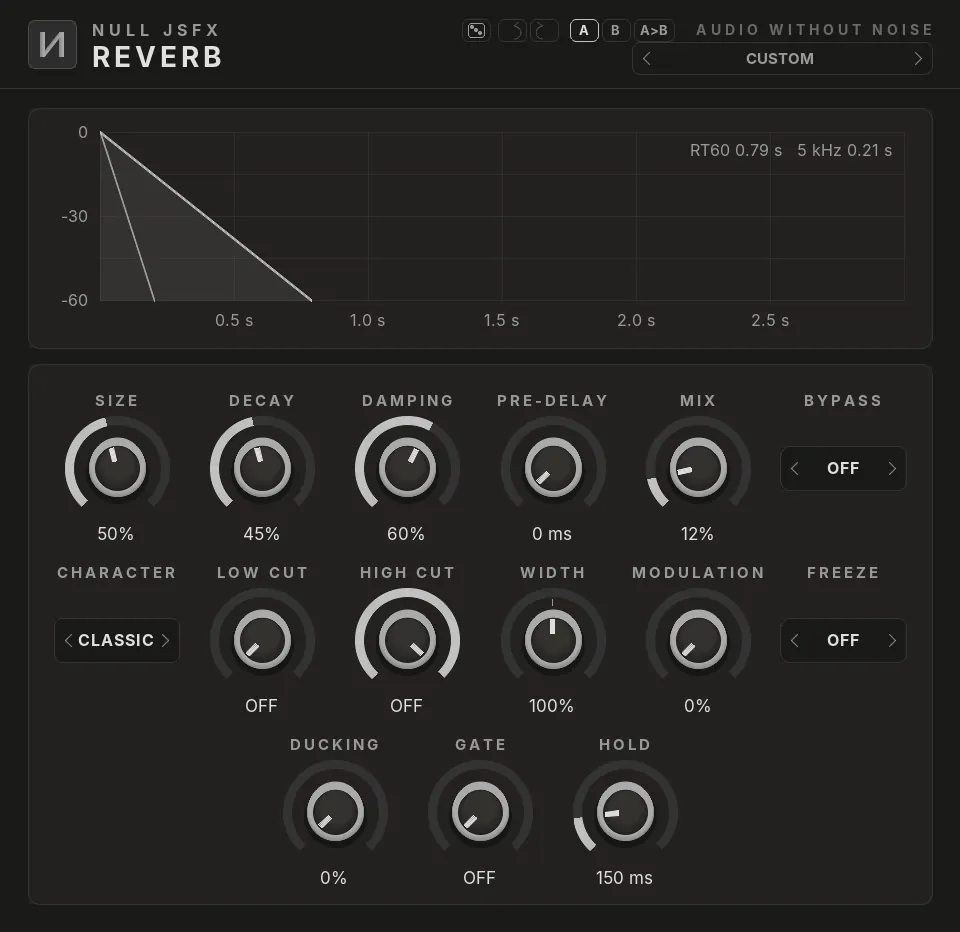 NULL JSFX
REVERB
A B A>B AUDIO WITHOUT NOISE
CUSTOM
RT60 0.79 s 5 kHz 0.21 s
0
-30
-60
0.5 s 1.0 s 1.5 s 2.0 s 2.5 s
SIZE DECAY DAMPING PRE-DELAY MIX BYPASS
OFF
50% 45% 60% 0 ms 12%
CHARACTER LOW CUT HIGH CUT WIDTH MODULATION FREEZE
CLASSIC OFF
OFF OFF 100% 0%
DUCKING GATE HOLD
0% OFF 150 ms